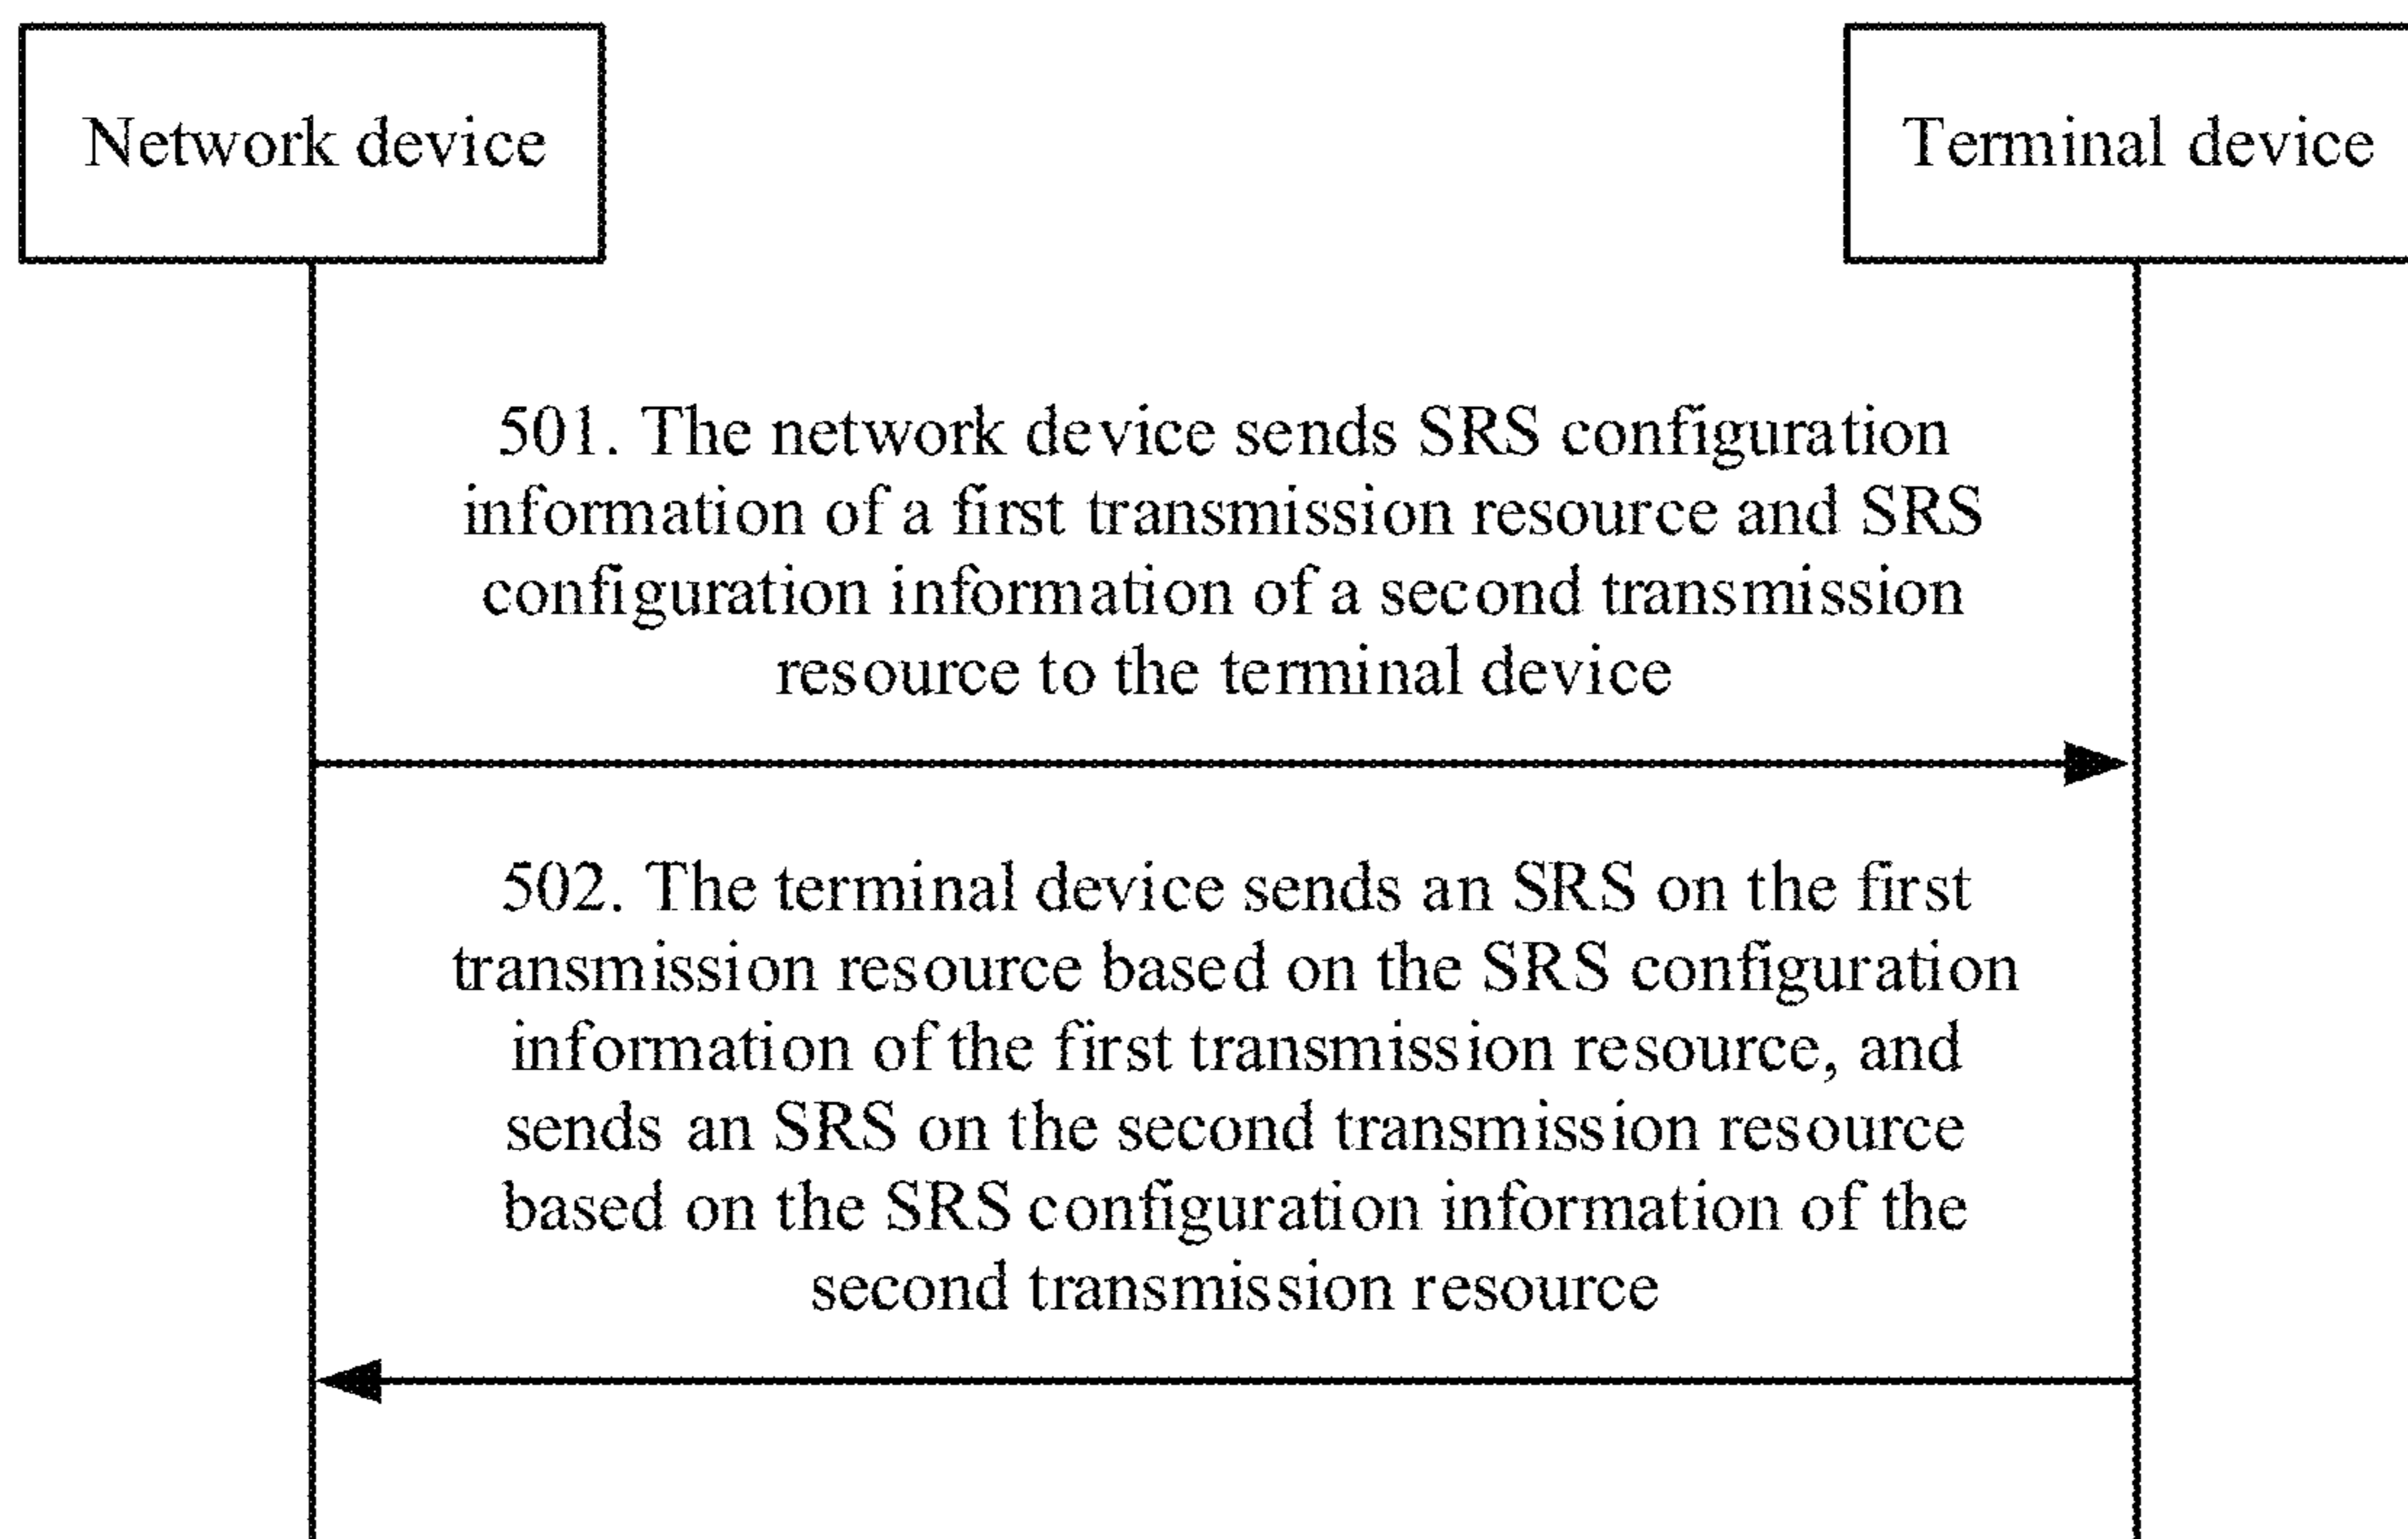 Network device
Terminal device
501. The network device sends SRS configuration
information of a first transmission resource and SRS
configuration information of a second transmission
resource to the terminal device
502. The terminal device sends an SRS on the first
transmission resource based on the SRS configuration
information of the first transmission resource, and
sends an SRS on the second transmission resource
based on the SRS configuration information of the
second transmission resource